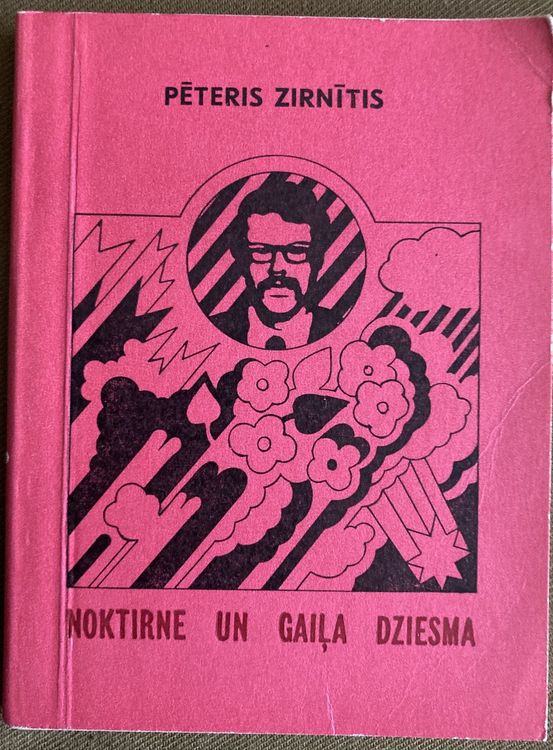 PĒTERIS ZIRNĪTIS
NOKTIRNE UN GAIĻA DZIESMA